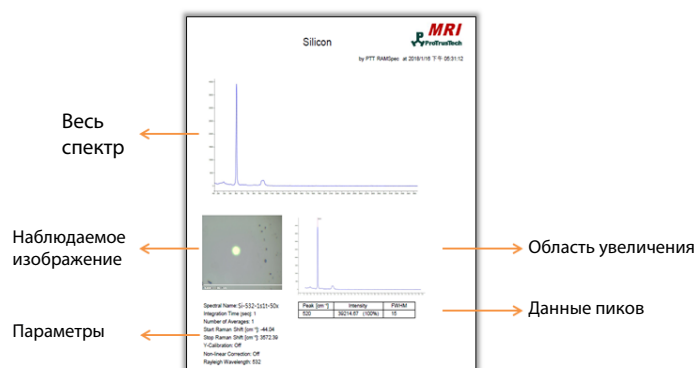 MRI
ProTrusTech
Silicon
by PTT RAMSpec at 2018/1/16 下午 05:31:12
Весь
спектр
Наблюдаемое
изображение
Область увеличения
Данные пиков
Параметры
Spectral Name: Si-532-1x1t-50x
Integration Time (sec): 1
Number of Averages: 1
Start Raman Shift [cm⁻¹]: -44.04
Stop Raman Shift [cm⁻¹]: 3572.39
Y-Calibration: Off
Non-linear Correction: Off
Rayleigh Wavelength: 532
Peak [cm⁻¹] Intensity FWHM
520 39214.67 (100%) 15